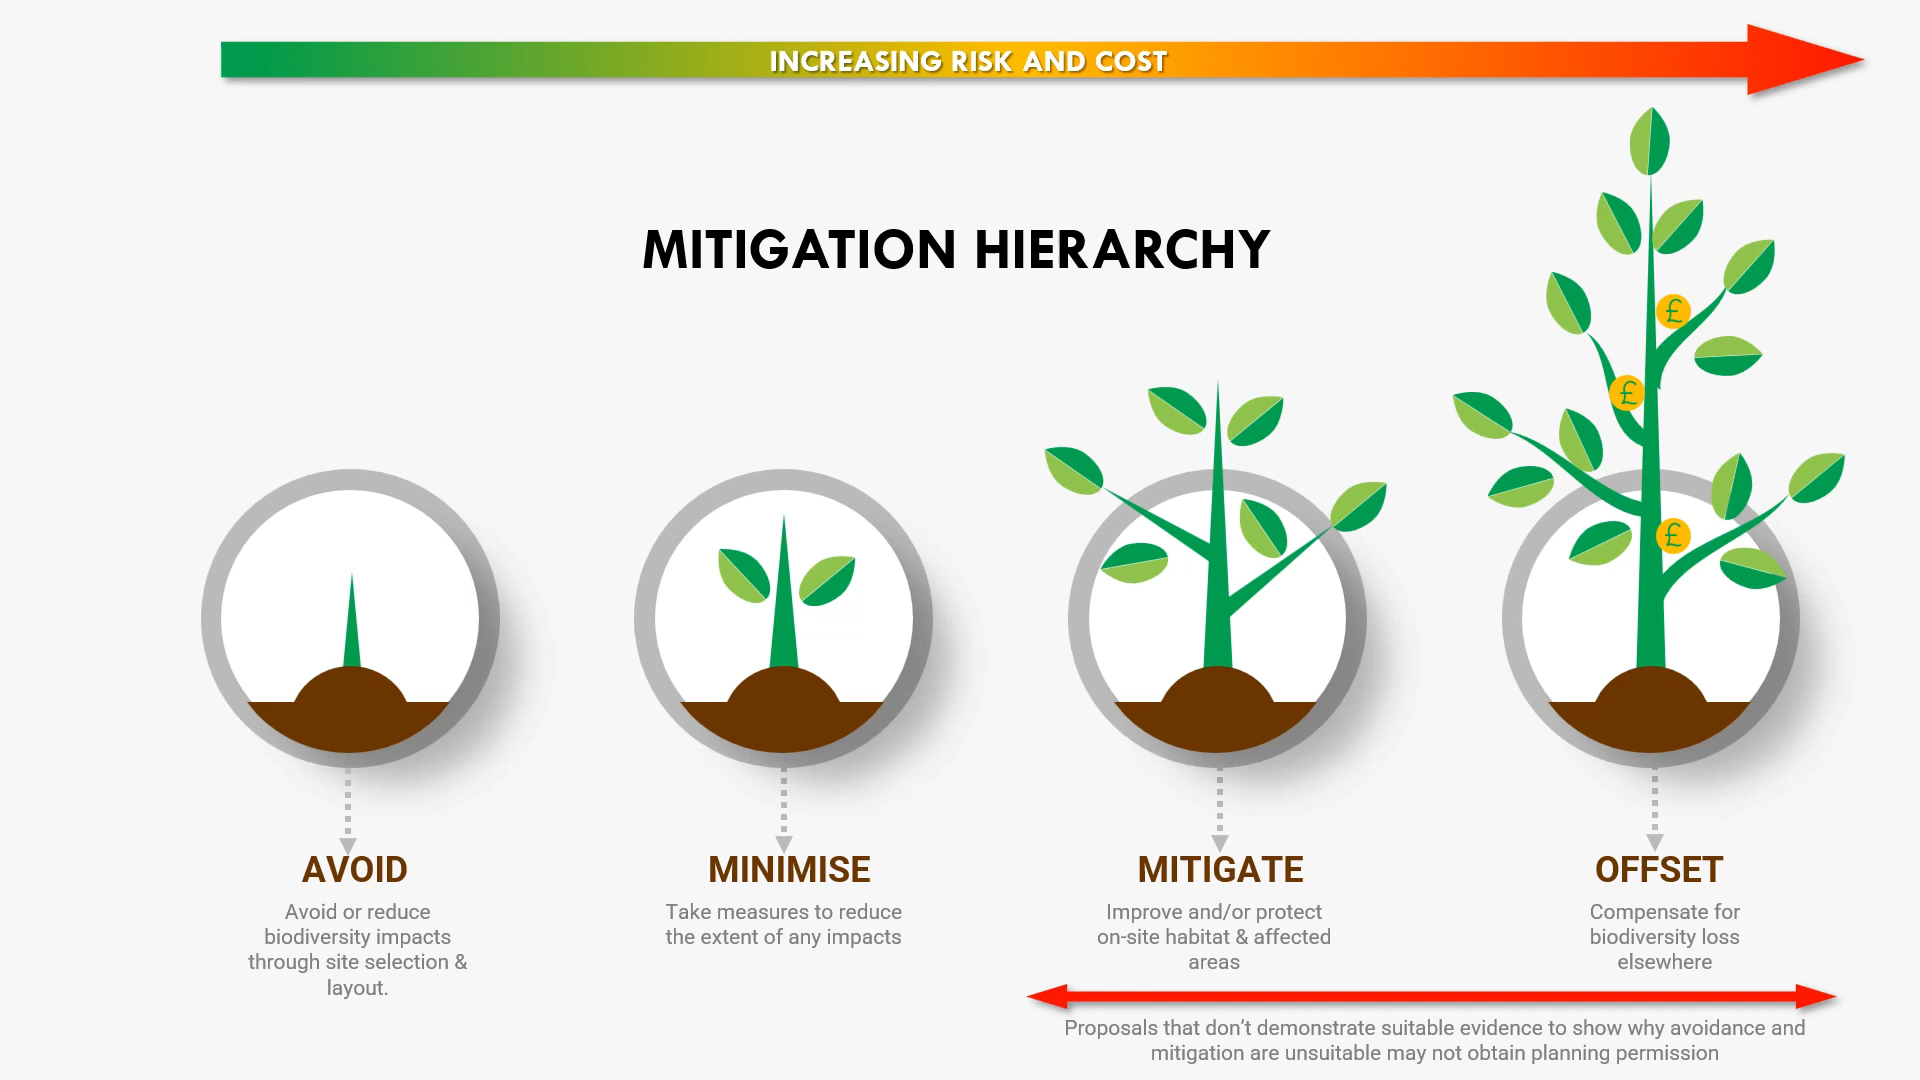 INCREASING RISK AND COST
MITIGATION HIERARCHY
£
£
£
AVOID
Avoid or reduce
biodiversity impacts
through site selection &
layout.
MINIMISE
Take measures to reduce
the extent of any impacts
MITIGATE
Improve and/or protect
on-site habitat & affected
areas
OFFSET
Compensate for
biodiversity loss
elsewhere
Proposals that don’t demonstrate suitable evidence to show why avoidance and
mitigation are unsuitable may not obtain planning permission